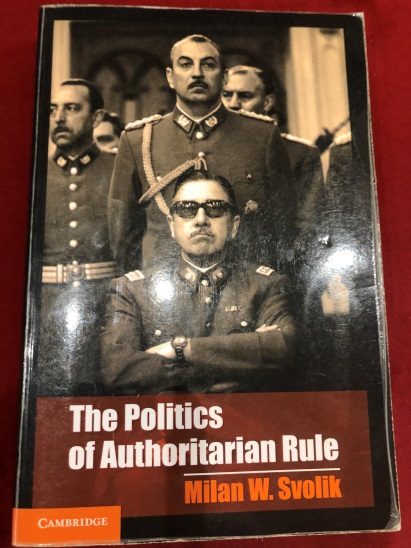 The Politics
of Authoritarian Rule
Milan W. Svolik
CAMBRIDGE